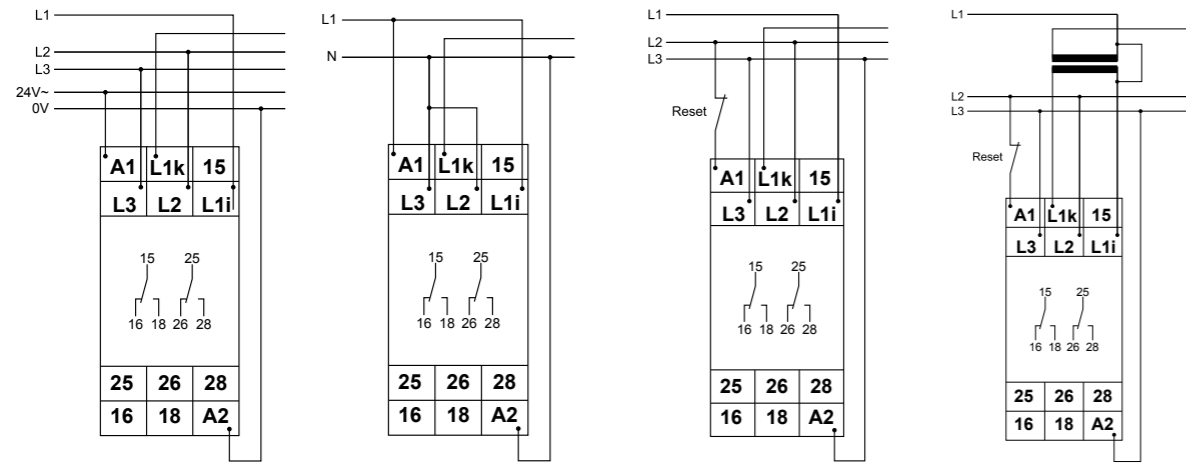 L1
L2
L3
24V~
0V
A1 L1k 15
L3 L2 L1i
15 25
16 18 26 28
25 26 28
16 18 A2
L1
N
A1 L1k 15
L3 L2 L1i
15 25
16 18 26 28
25 26 28
16 18 A2
L1
L2
L3
Reset
A1 L1k 15
L3 L2 L1i
15 25
16 18 26 28
25 26 28
16 18 A2
L1
L2
L3
Reset
A1 L1k 15
L3 L2 L1i
15 25
16 18 26 28
25 26 28
16 18 A2